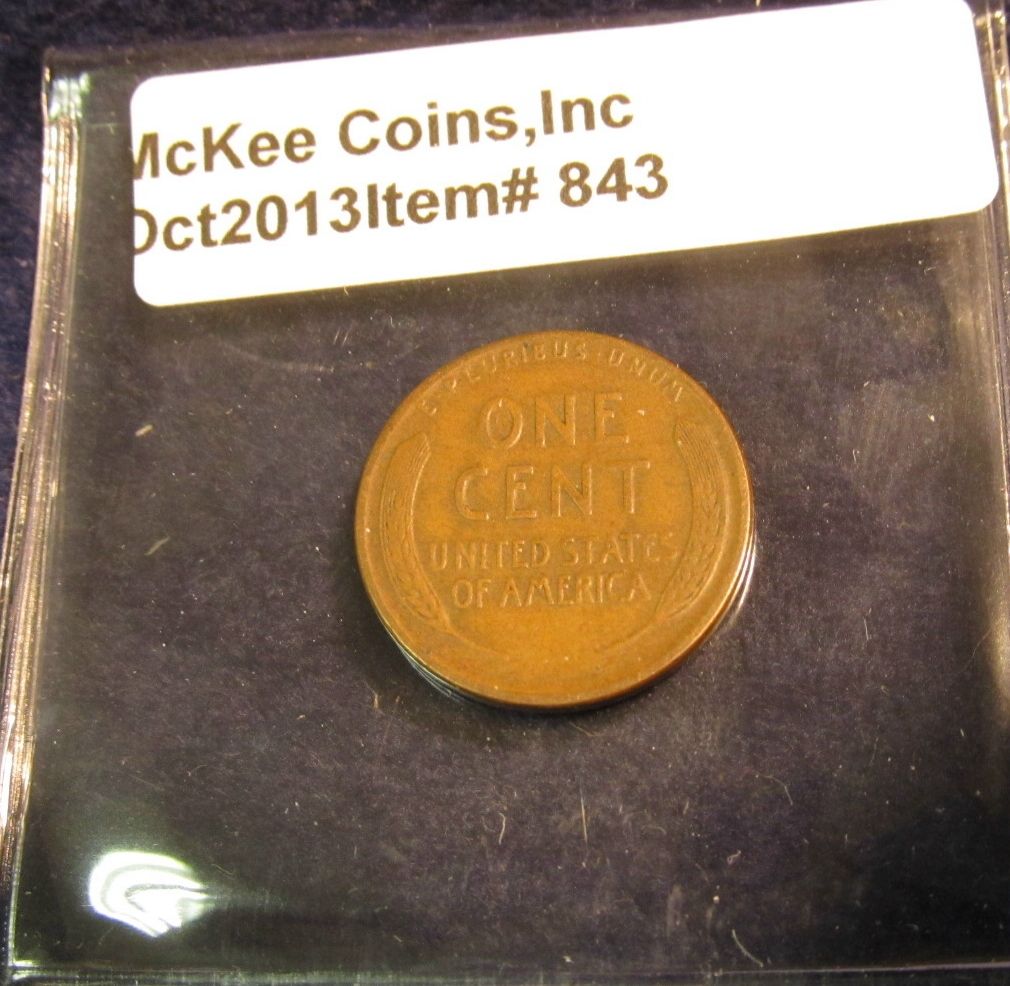 McKee Coins,Inc
Oct2013Item# 843
E·PLURIBUS·UNUM
ONE
CENT
UNITED STATES
OF AMERICA